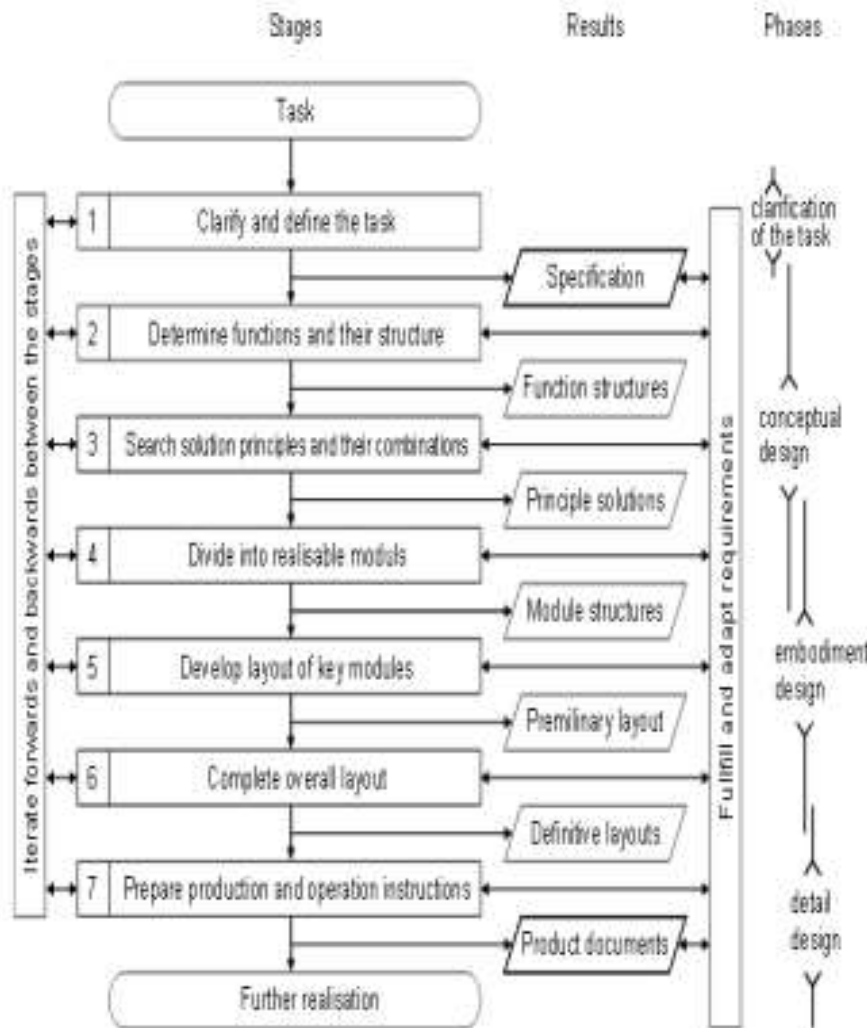 Stages Results Phases
Task
1 Clarify and define the task
clarification
of the task
Specification
2 Determine functions and their structure
Function structures
3 Search solution principles and their combinations
conceptual
design
Principle solutions
4 Divide into realisable moduls
Module structures
5 Develop layout of key modules
embodiment
design
Premilinary layout
6 Complete overall layout
Definitive layouts
7 Prepare production and operation instructions
detail
design
Product documents
Further realisation
Iterate forwards and backwards between the stages
Fullfill and adapt requirements